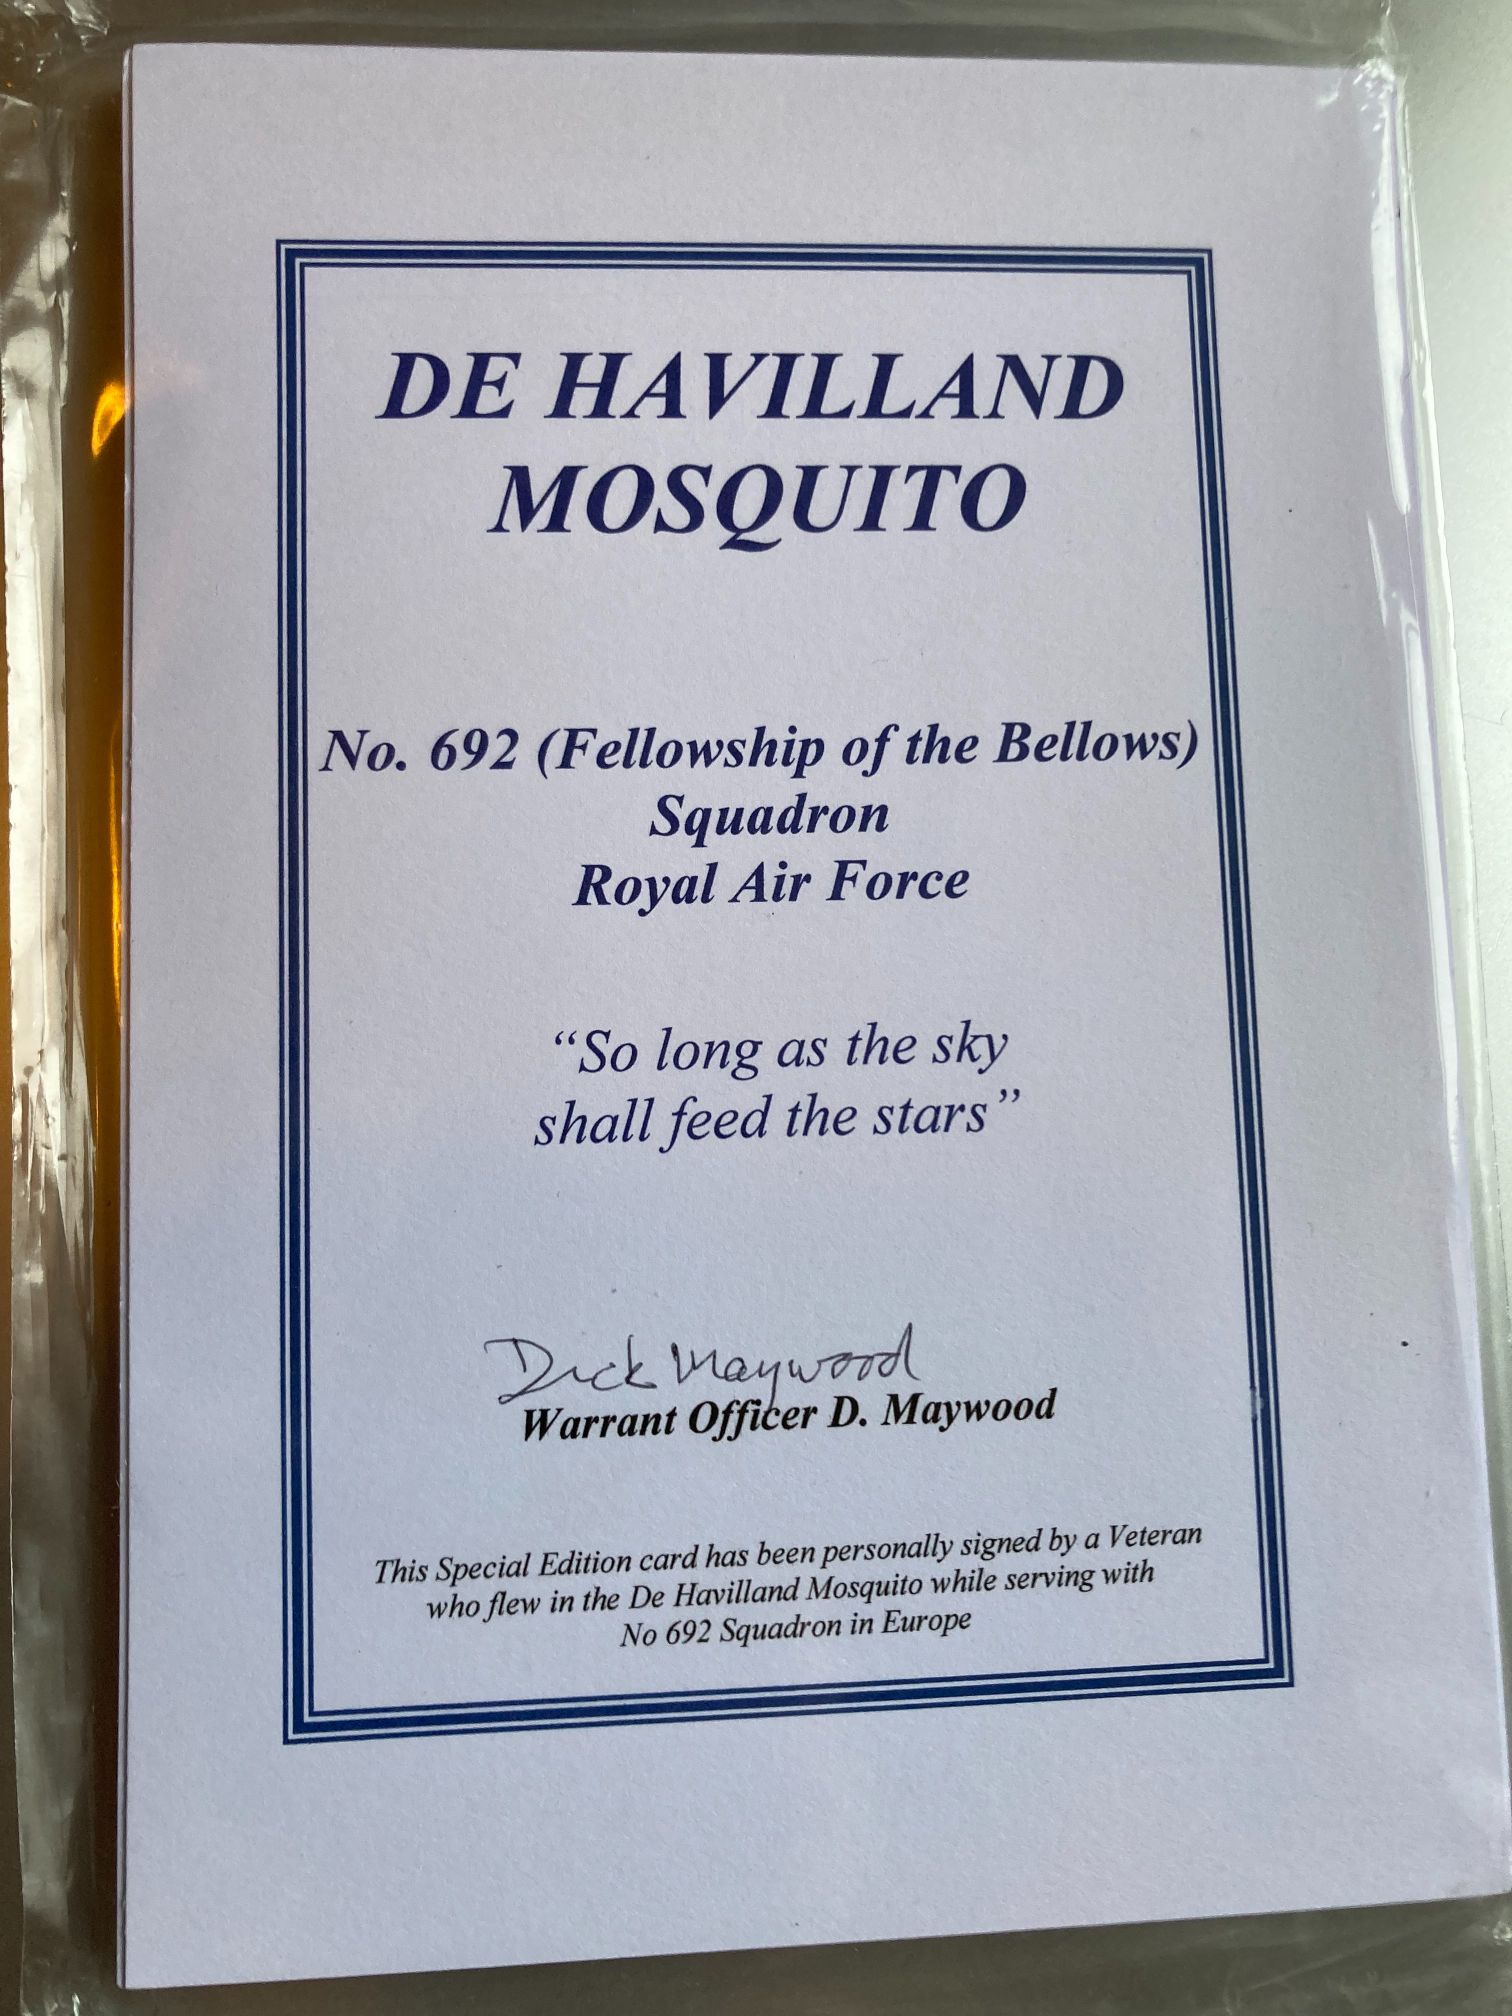 DE HAVILLAND
MOSQUITO
No. 692 (Fellowship of the Bellows)
Squadron
Royal Air Force
“So long as the sky
shall feed the stars”
Dick Maywood
Warrant Officer D. Maywood
This Special Edition card has been personally signed by a Veteran
who flew in the De Havilland Mosquito while serving with
No 692 Squadron in Europe